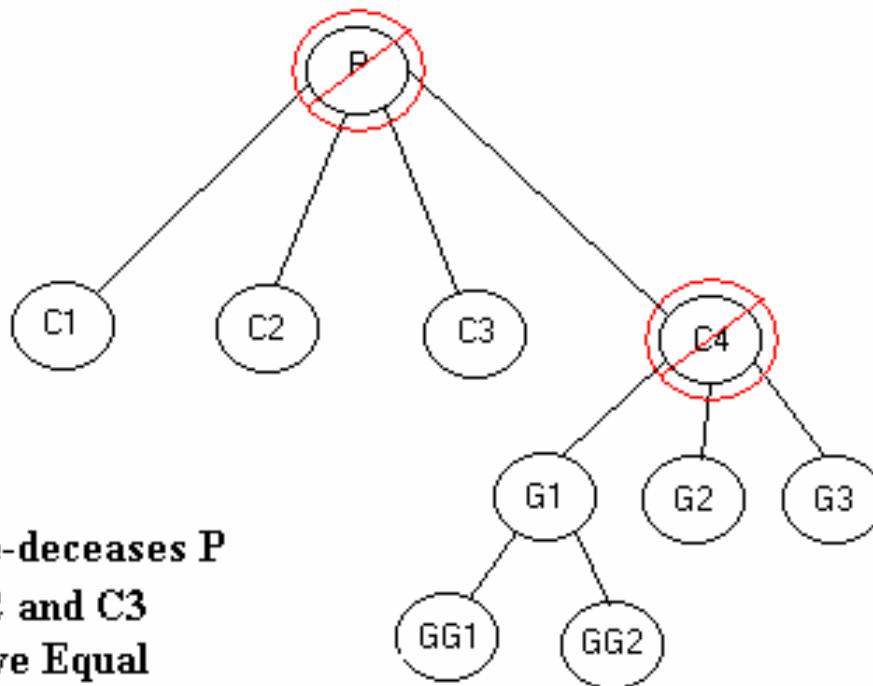 P
C1 C2 C3 C4
G1 G2 G3
-deceases P
and C3
Equal
GG1 GG2